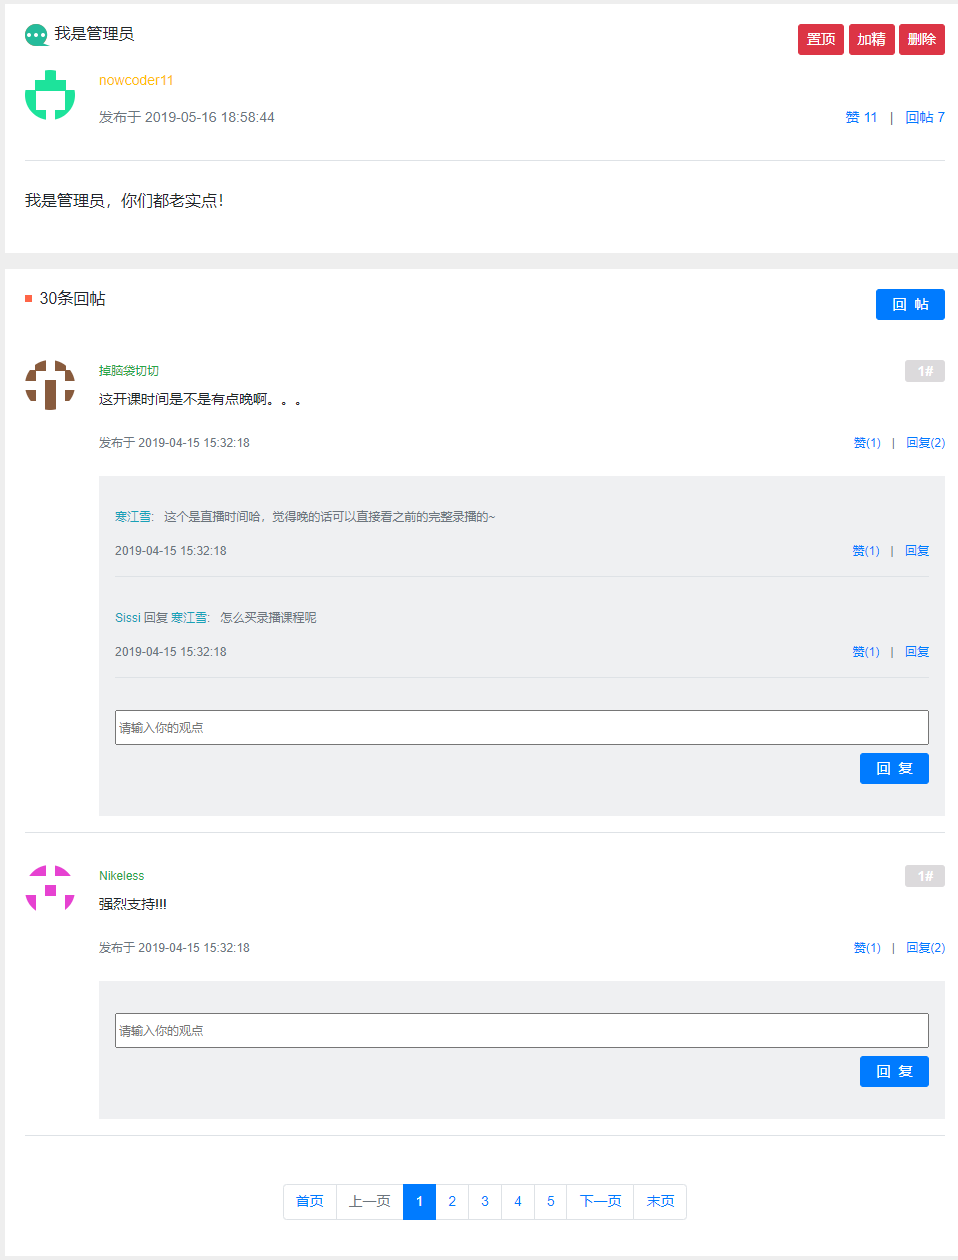 我是管理员
置顶 加精 删除
nowcoder11
发布于 2019-05-16 18:58:44
赞 11 | 回帖 7
我是管理员，你们都老实点！
30条回帖
回 帖
掉脑袋切切
1#
这开课时间是不是有点晚啊。。。
发布于 2019-04-15 15:32:18
赞(1) | 回复(2)
寒江雪: 这个是直播时间哈，觉得晚的话可以直接看之前的完整录播的~
2019-04-15 15:32:18
赞(1) | 回复
Sissi 回复 寒江雪: 怎么买录播课程呢
2019-04-15 15:32:18
赞(1) | 回复
请输入你的观点
回 复
Nikeless
1#
强烈支持!!!
发布于 2019-04-15 15:32:18
赞(1) | 回复(2)
请输入你的观点
回 复
首页 上一页 1 2 3 4 5 下一页 末页